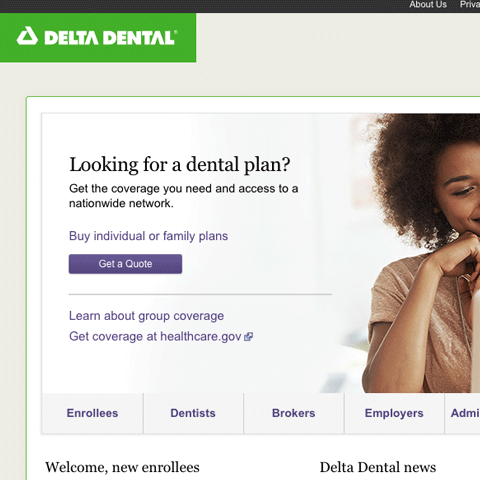 About Us
DELTA DENTAL®
Looking for a dental plan?
Get the coverage you need and access to a
nationwide network.
Buy individual or family plans
Get a Quote
Learn about group coverage
Get coverage at healthcare.gov
Enrollees Dentists Brokers Employers
Welcome, new enrollees Delta Dental news